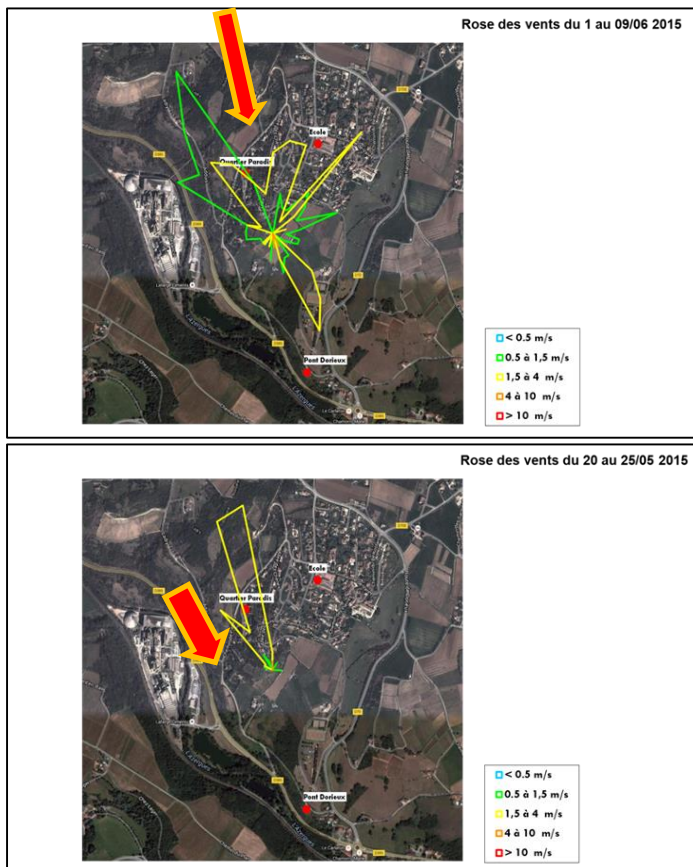 Rose des vents du 1 au 09/06 2015
Ecole
Quartier Paradis
Pont Dorieux
L'Azergues
< 0.5 m/s
0.5 à 1,5 m/s
1,5 à 4 m/s
4 à 10 m/s
> 10 m/s
Rose des vents du 20 au 25/05 2015
Ecole
Quartier Paradis
Pont Dorieux
L'Azergues
< 0.5 m/s
0.5 à 1,5 m/s
1,5 à 4 m/s
4 à 10 m/s
> 10 m/s